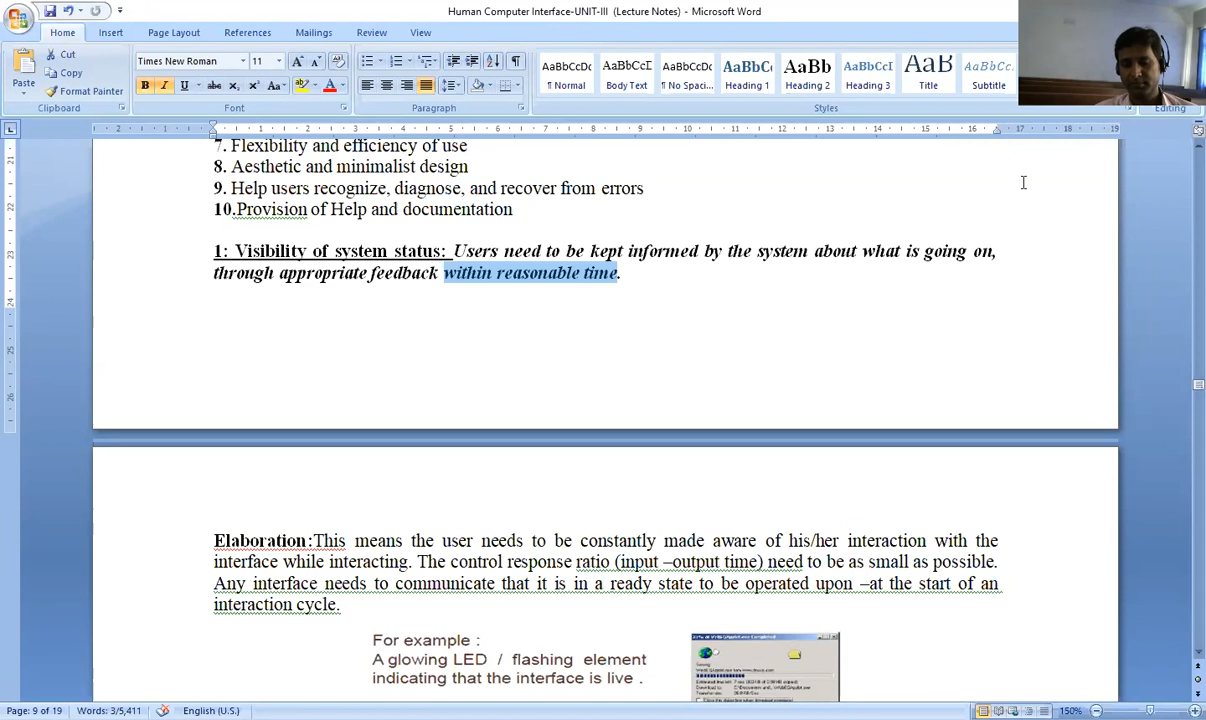 Human Computer Interface-UNIT-III (Lecture Notes) - Microsoft Word
Home Insert Page Layout References Mailings Review View
Paste
Cut
Copy
Format Painter
Times New Roman 11
AaBbCcDc AaBbCcI AaBbCcDc AaBbC AaBb AaBbCc AaB AaBbCc.
¶ Normal Body Text ¶ No Spaci... Heading 1 Heading 2 Heading 3 Title Subtitle
Clipboard Font Paragraph Styles Editing
7. Flexibility and efficiency of use
8. Aesthetic and minimalist design
9. Help users recognize, diagnose, and recover from errors
10.Provision of Help and documentation
1: Visibility of system status: Users need to be kept informed by the system about what is going on,
through appropriate feedback within reasonable time.
Elaboration:This means the user needs to be constantly made aware of his/her interaction with the
interface while interacting. The control response ratio (input –output time) need to be as small as possible.
Any interface needs to communicate that it is in a ready state to be operated upon –at the start of an
interaction cycle.
For example :
A glowing LED / flashing element
indicating that the interface is live .
Page: 9 of 19 Words: 3/5,411 English (U.S.) 150%